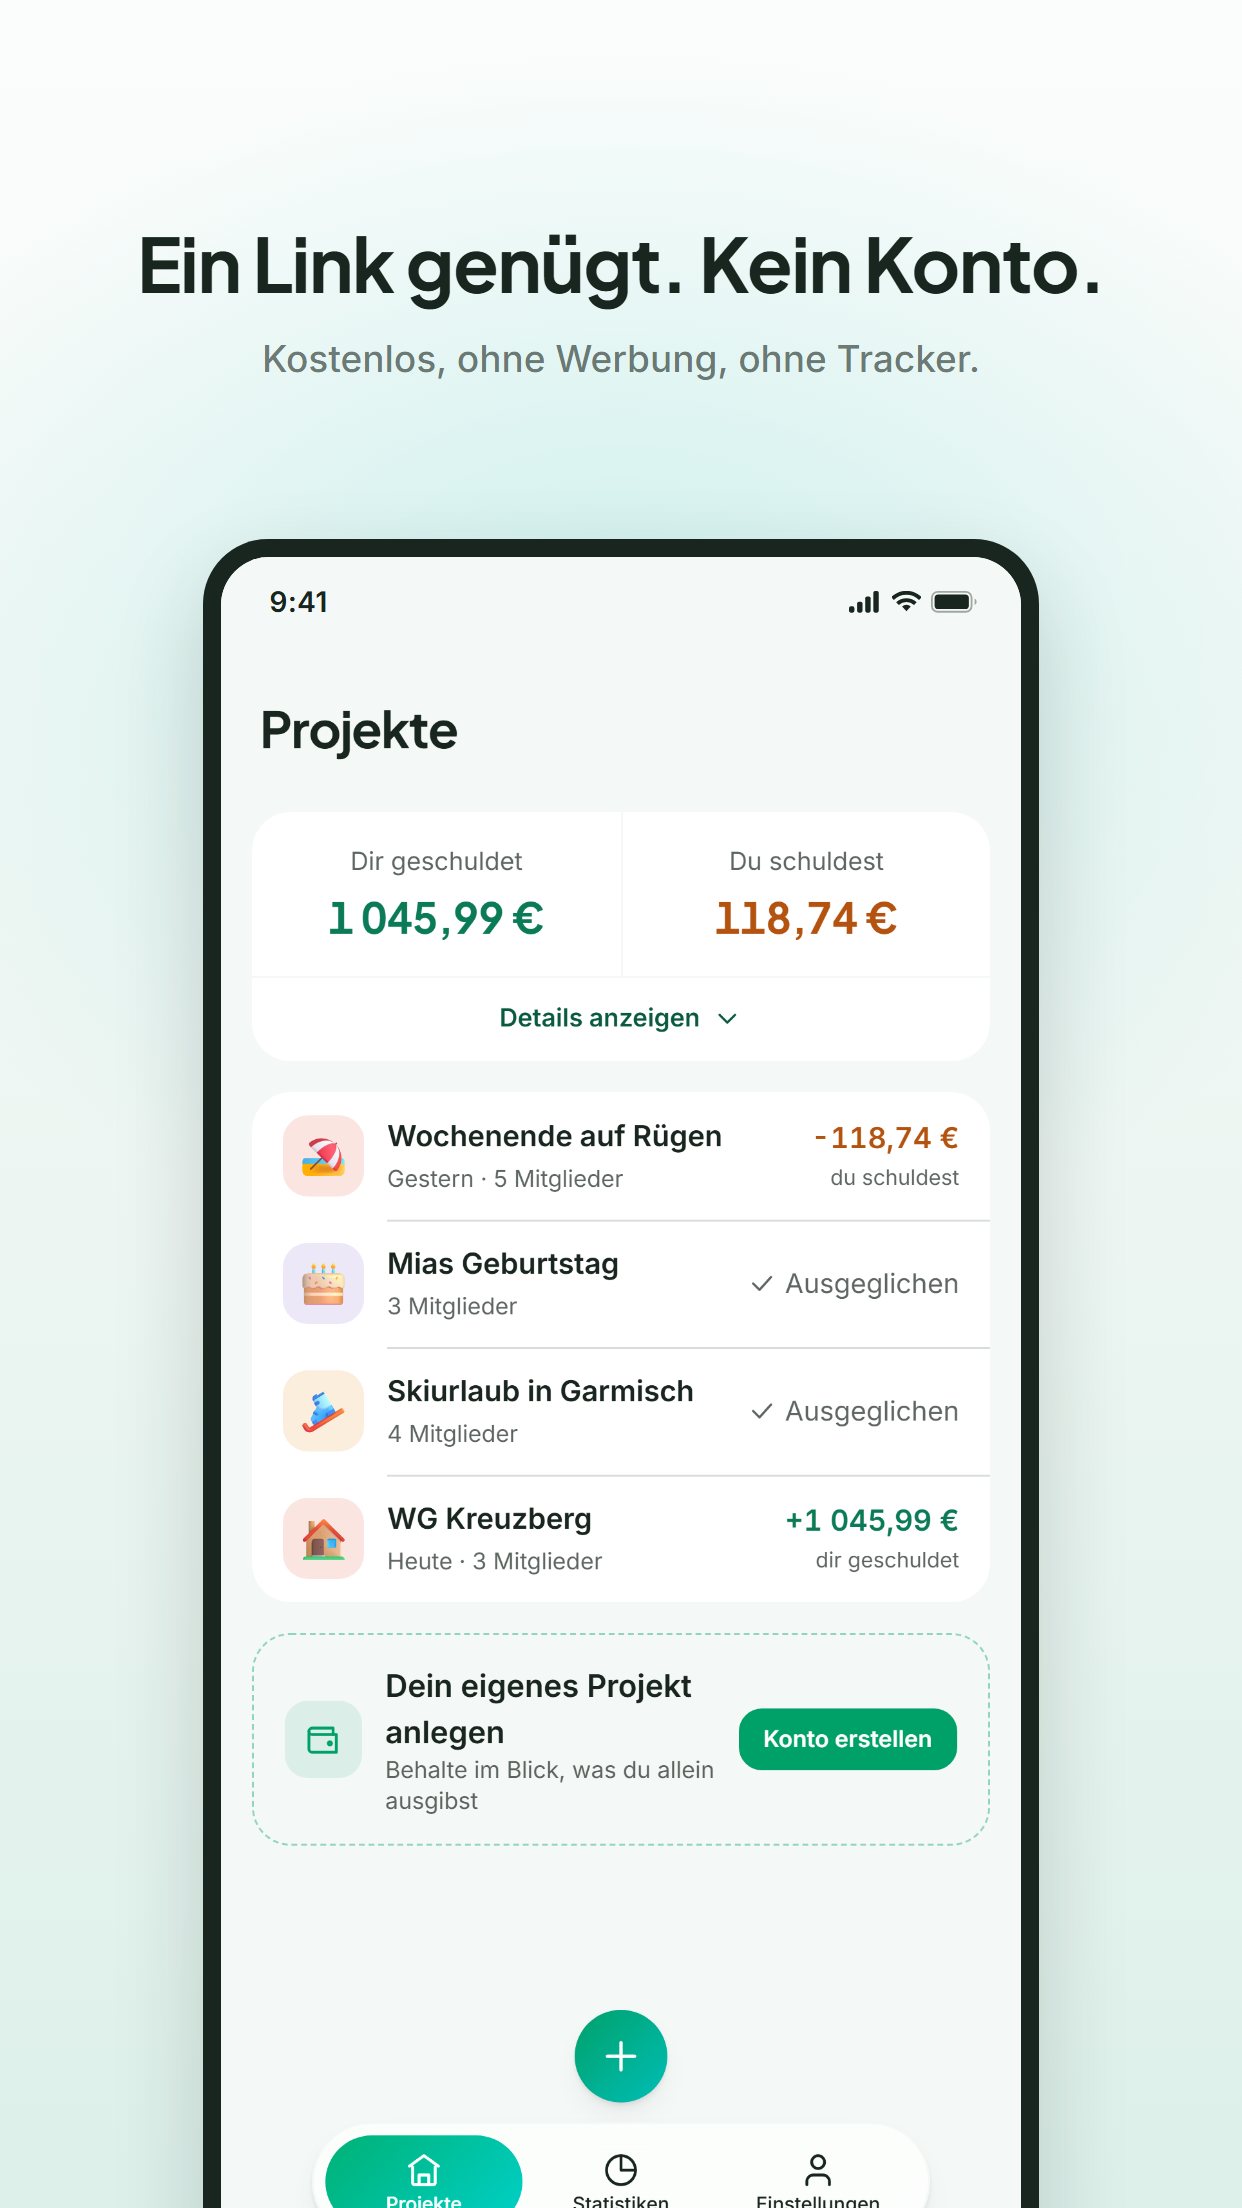 Ein Link genügt. Kein Konto.
Kostenlos, ohne Werbung, ohne Tracker.
9:41
Projekte
Dir geschuldet
1 045,99 €
Du schuldest
118,74 €
Details anzeigen
Wochenende auf Rügen
Gestern · 5 Mitglieder
-118,74 €
du schuldest
Mias Geburtstag
3 Mitglieder
Ausgeglichen
Skiurlaub in Garmisch
4 Mitglieder
Ausgeglichen
WG Kreuzberg
Heute · 3 Mitglieder
+1 045,99 €
dir geschuldet
Dein eigenes Projekt
anlegen
Behalte im Blick, was du allein
ausgibst
Konto erstellen
Projekte
Statistiken
Einstellungen